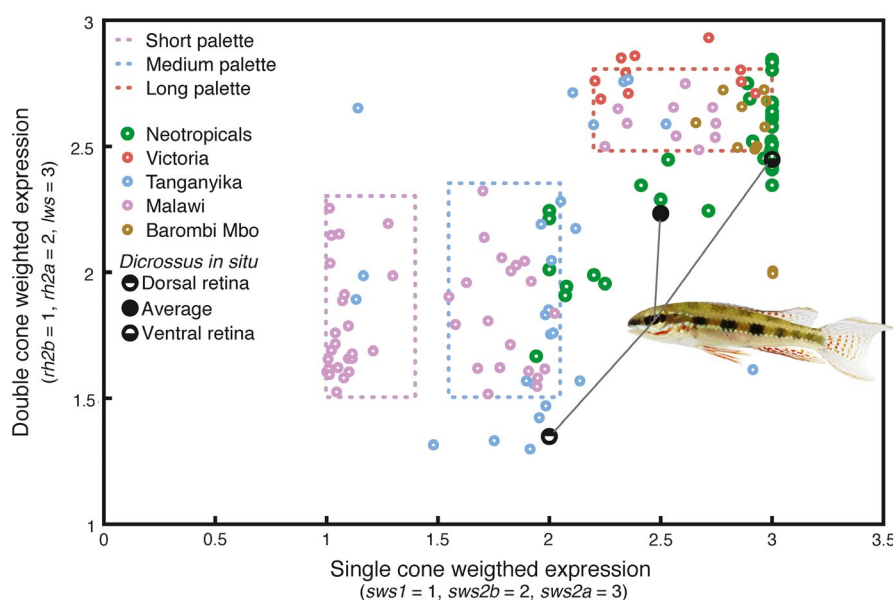 Double cone weighted expression
(rh2b = 1, rh2a = 2, lws = 3)
3
2.5
2
1.5
1
Short palette
Medium palette
Long palette
Neotropicals
Victoria
Tanganyika
Malawi
Barombi Mbo
Dicrossus in situ
Dorsal retina
Average
Ventral retina
0 0.5 1 1.5 2 2.5 3 3.5
Single cone weigthed expression
(sws1 = 1, sws2b = 2, sws2a = 3)